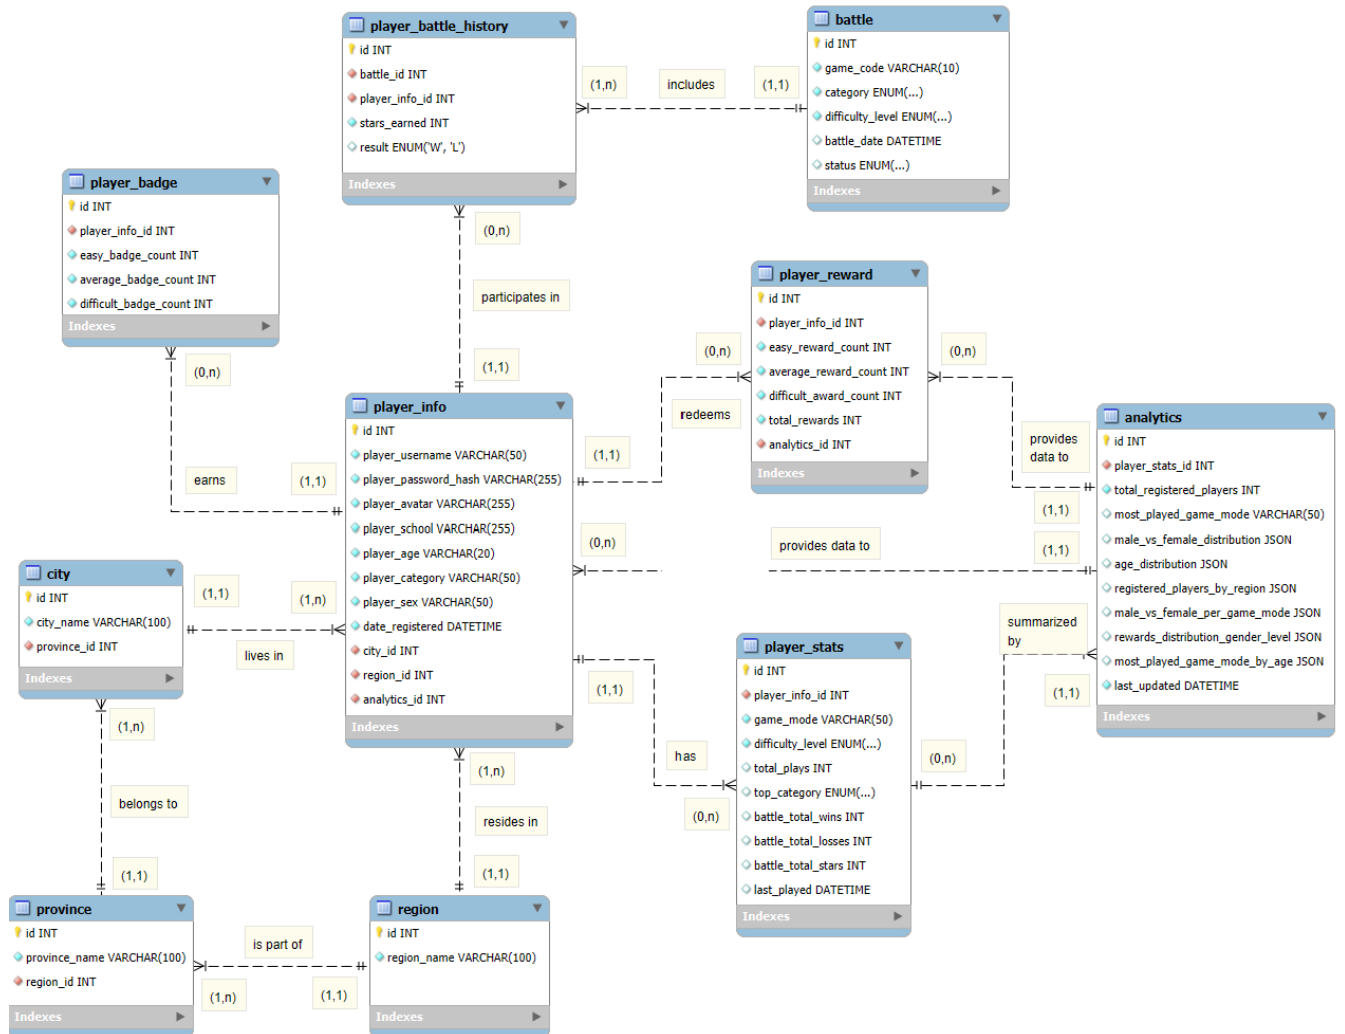 player_battle_history
id INT
battle_id INT
player_info_id INT
stars_earned INT
result ENUM('W', 'L')
Indexes
(1,n)
includes
(1,1)
battle
id INT
game_code VARCHAR(10)
category ENUM(...)
difficulty_level ENUM(...)
battle_date DATETIME
status ENUM(...)
Indexes
player_badge
id INT
player_info_id INT
easy_badge_count INT
average_badge_count INT
difficult_badge_count INT
Indexes
(0,n)
earns
(1,1)
(0,n)
participates in
(1,1)
player_reward
id INT
player_info_id INT
easy_reward_count INT
average_reward_count INT
difficult_award_count INT
total_rewards INT
analytics_id INT
Indexes
(0,n)
redeems
(1,1)
(0,n)
provides
data to
(1,1)
player_info
id INT
player_username VARCHAR(50)
player_password_hash VARCHAR(255)
player_avatar VARCHAR(255)
player_school VARCHAR(255)
player_age VARCHAR(20)
player_category VARCHAR(50)
player_sex VARCHAR(50)
date_registered DATETIME
city_id INT
region_id INT
analytics_id INT
Indexes
(0,n)
provides data to
(1,1)
analytics
id INT
player_stats_id INT
total_registered_players INT
most_played_game_mode VARCHAR(50)
male_vs_female_distribution JSON
age_distribution JSON
registered_players_by_region JSON
male_vs_female_per_game_mode JSON
rewards_distribution_gender_level JSON
most_played_game_mode_by_age JSON
last_updated DATETIME
Indexes
city
id INT
city_name VARCHAR(100)
province_id INT
Indexes
(1,1)
lives in
(1,n)
(1,n)
belongs to
(1,1)
(1,n)
resides in
(1,1)
(1,1)
has
(0,n)
player_stats
id INT
player_info_id INT
game_mode VARCHAR(50)
difficulty_level ENUM(...)
total_plays INT
top_category ENUM(...)
battle_total_wins INT
battle_total_losses INT
battle_total_stars INT
last_played DATETIME
Indexes
summarized
by
(1,1)
(0,n)
province
id INT
province_name VARCHAR(100)
region_id INT
Indexes
is part of
(1,n)
(1,1)
region
id INT
region_name VARCHAR(100)
Indexes